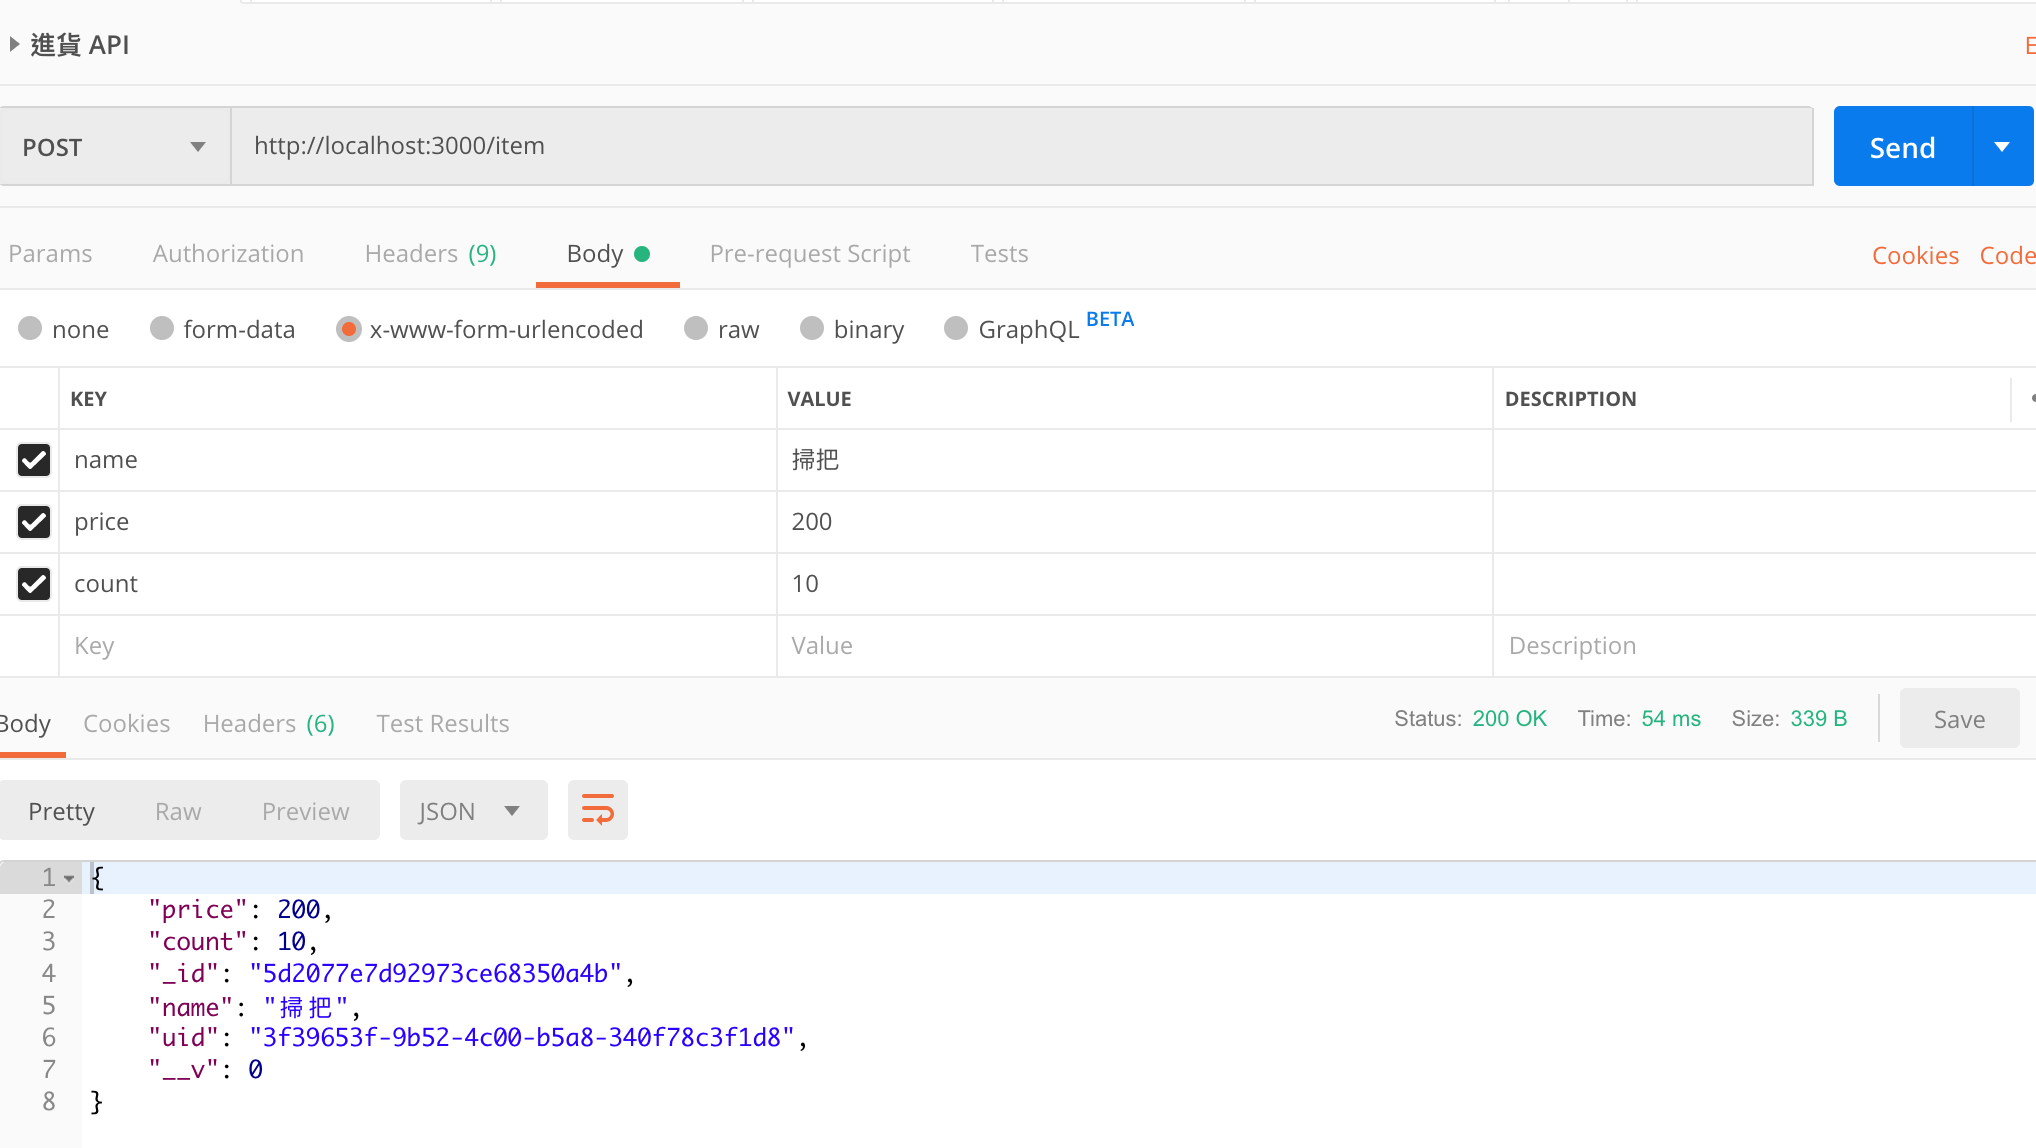 進貨 API
POST http://localhost:3000/item Send
Params Authorization Headers (9) Body Pre-request Script Tests Cookies Code
none form-data x-www-form-urlencoded raw binary GraphQL BETA
KEY VALUE DESCRIPTION
name 掃把
price 200
count 10
Key Value Description
Body Cookies Headers (6) Test Results Status: 200 OK Time: 54 ms Size: 339 B Save
Pretty Raw Preview JSON
1 {
2 "price": 200,
3 "count": 10,
4 "_id": "5d2077e7d92973ce68350a4b",
5 "name": "掃把",
6 "uid": "3f39653f-9b52-4c00-b5a8-340f78c3f1d8",
7 "__v": 0
8 }